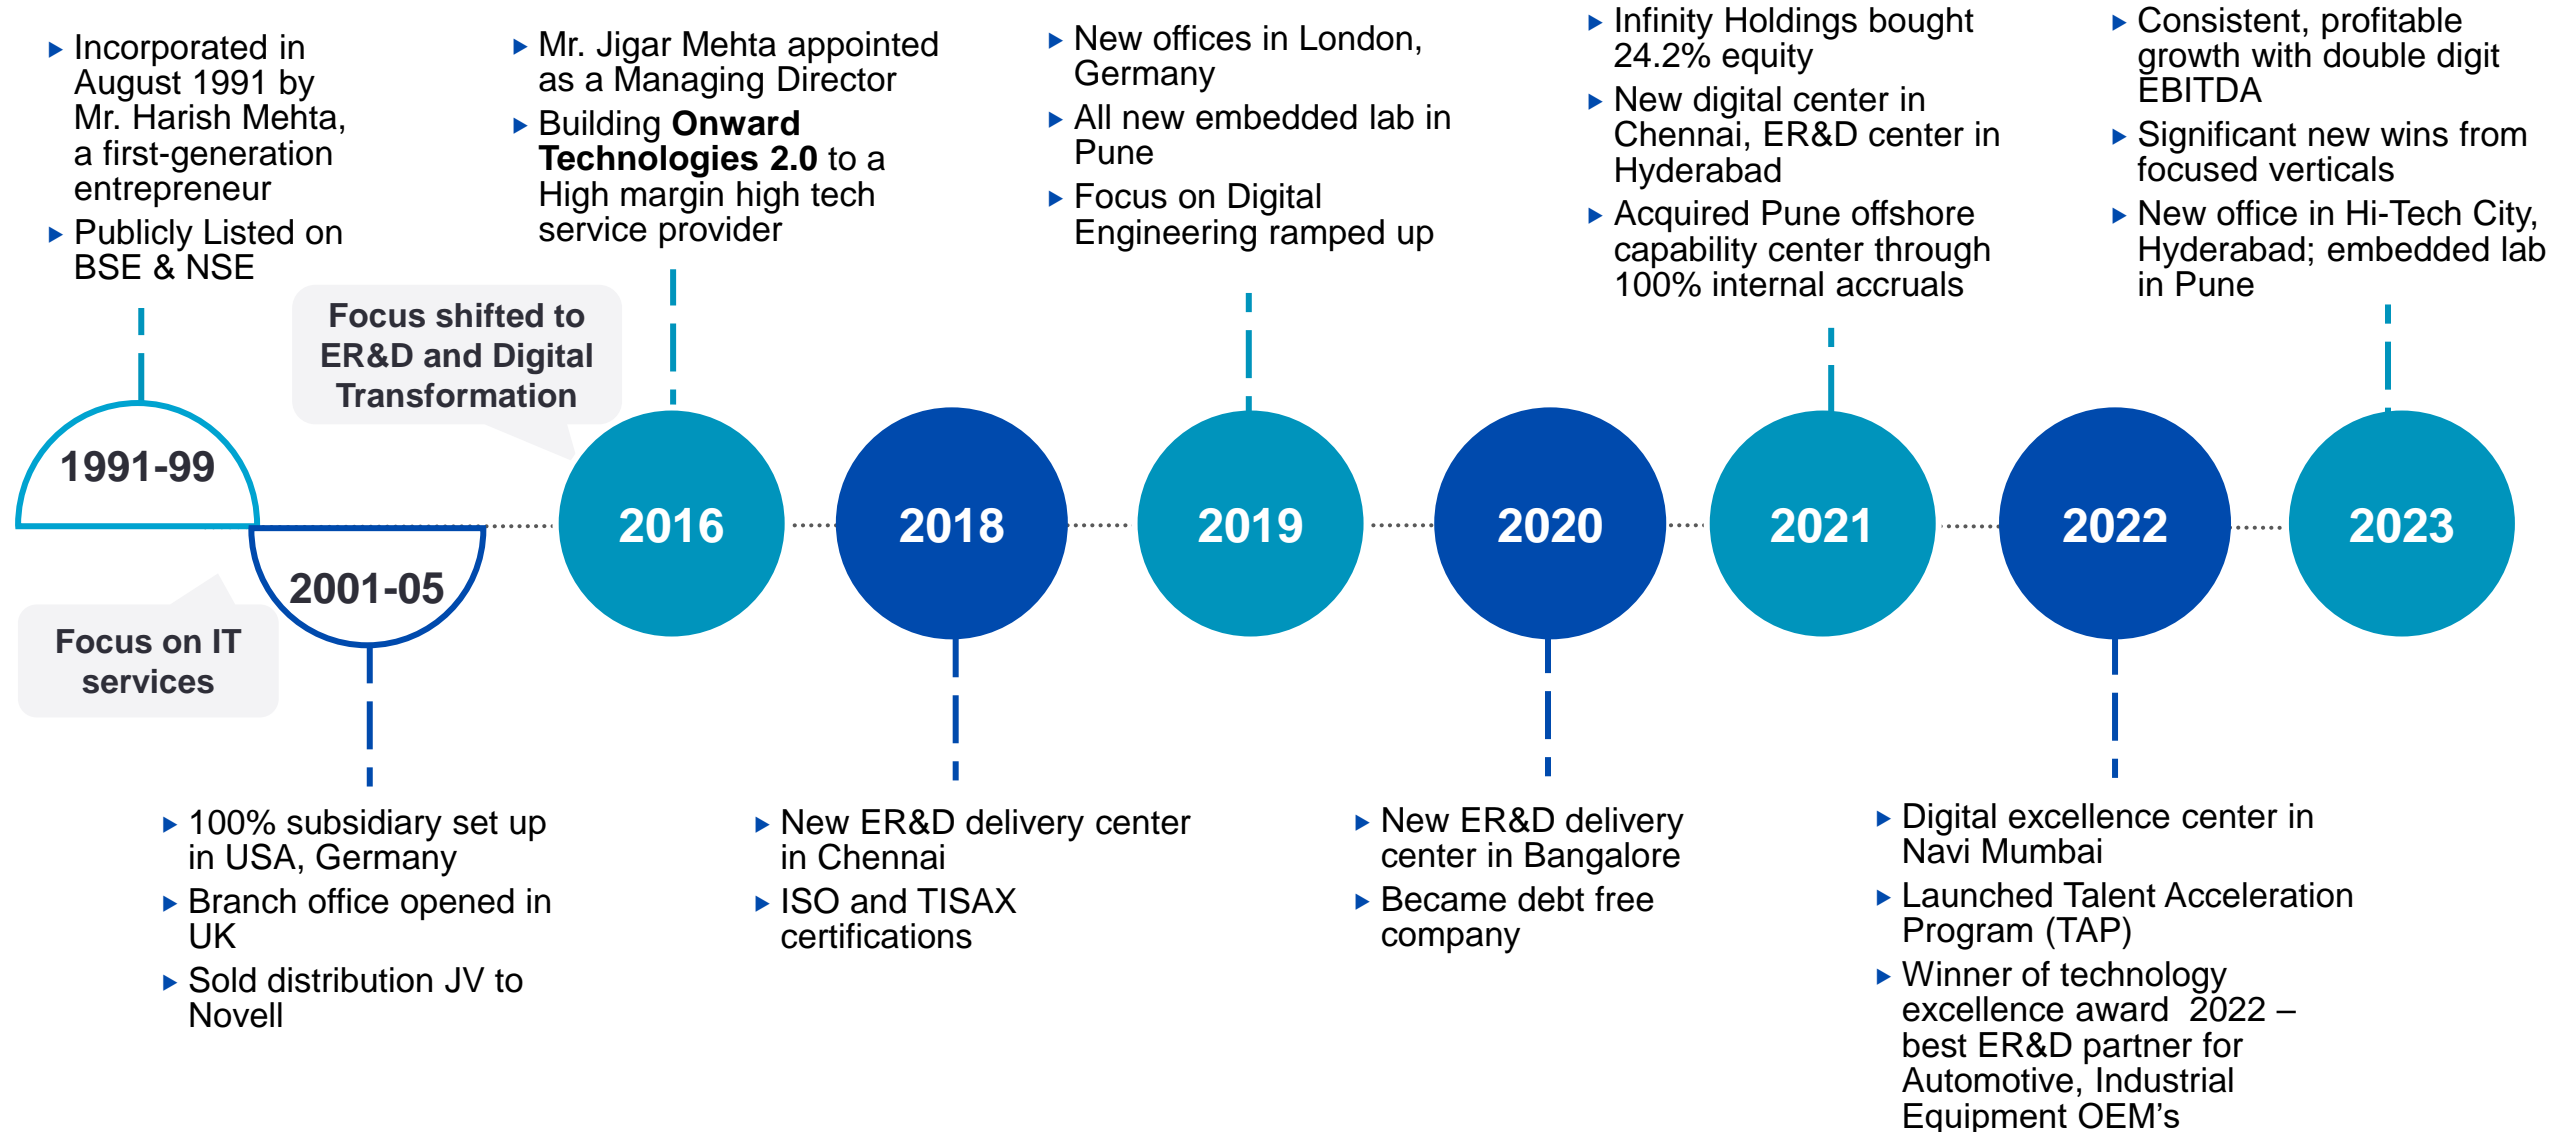 Incorporated in
August 1991 by
Mr. Harish Mehta,
a first-generation
entrepreneur
Publicly Listed on
BSE & NSE
Mr. Jigar Mehta appointed
as a Managing Director
Building Onward
Technologies 2.0 to a
High margin high tech
service provider
New offices in London,
Germany
All new embedded lab in
Pune
Focus on Digital
Engineering ramped up
Infinity Holdings bought
24.2% equity
New digital center in
Chennai, ER&D center in
Hyderabad
Acquired Pune offshore
capability center through
100% internal accruals
Consistent, profitable
growth with double digit
EBITDA
Significant new wins from
focused verticals
New office in Hi-Tech City,
Hyderabad; embedded lab
in Pune
Focus shifted to
ER&D and Digital
Transformation
1991-99
2001-05
2016
2018
2019
2020
2021
2022
2023
Focus on IT
services
100% subsidiary set up
in USA, Germany
Branch office opened in
UK
Sold distribution JV to
Novell
New ER&D delivery center
in Chennai
ISO and TISAX
certifications
New ER&D delivery
center in Bangalore
Became debt free
company
Digital excellence center in
Navi Mumbai
Launched Talent Acceleration
Program (TAP)
Winner of technology
excellence award  2022 –
best ER&D partner for
Automotive, Industrial
Equipment OEM's